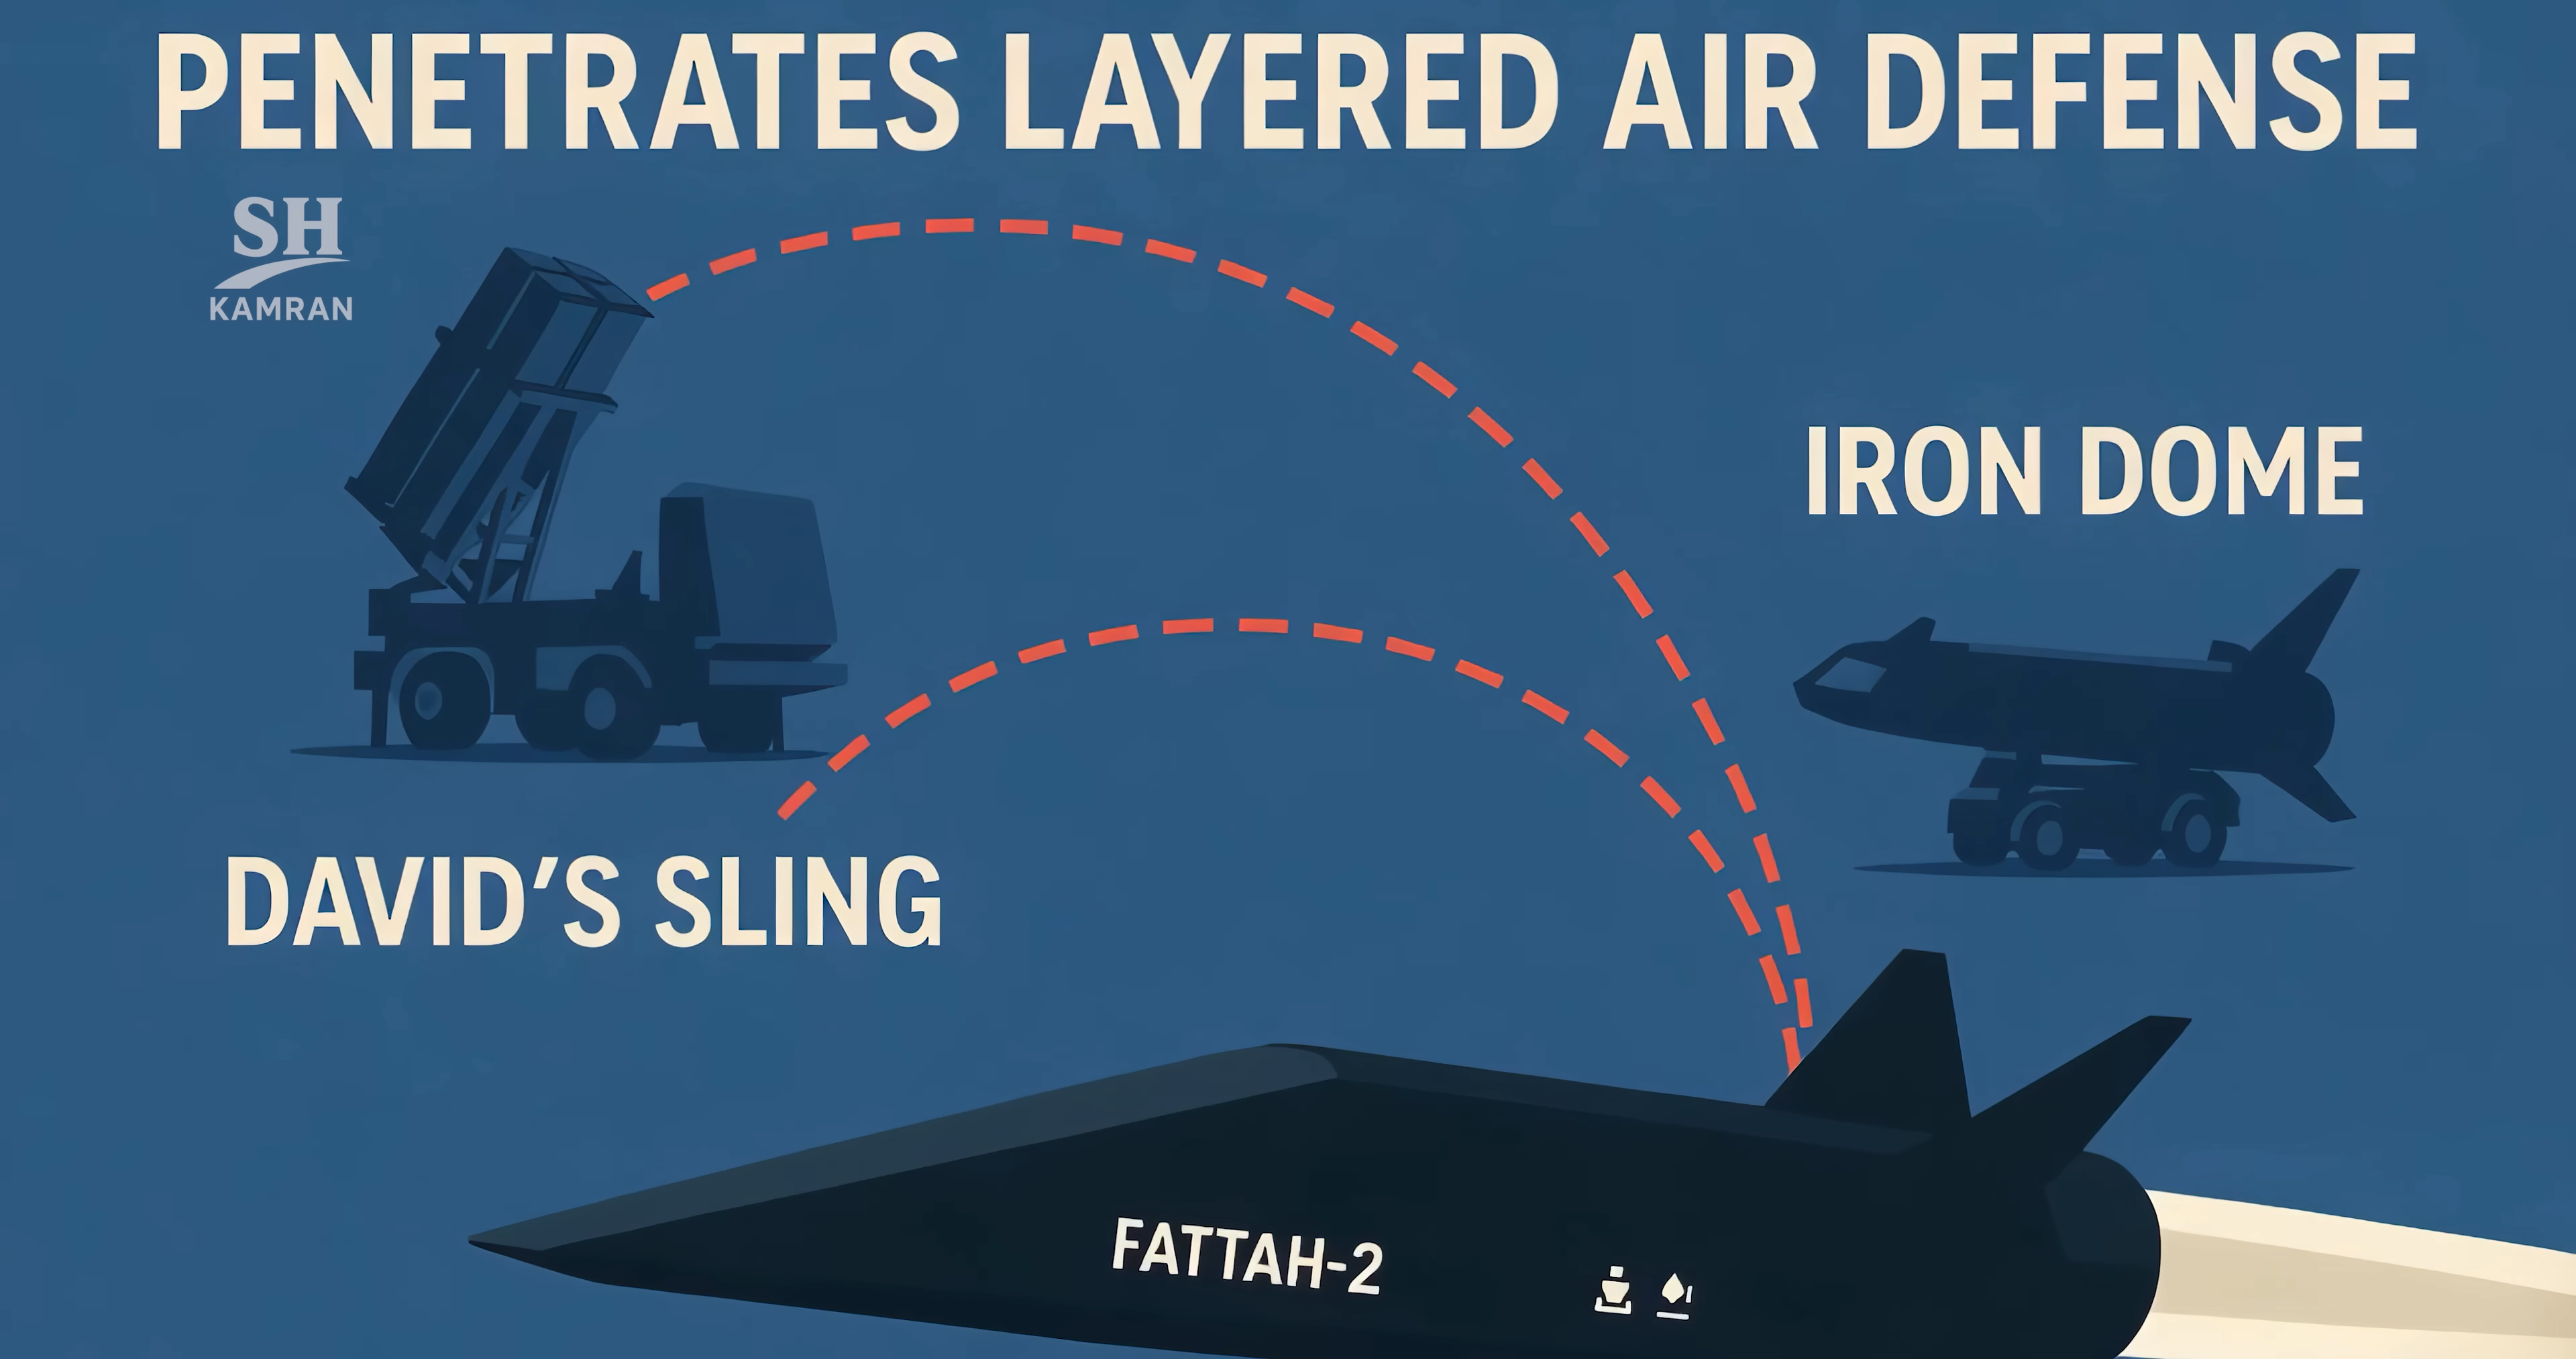 PENETRATES LAYERED AIR DEFENSE
SH
KAMRAN
IRON DOME
DAVID’S SLING
FATTAH-2